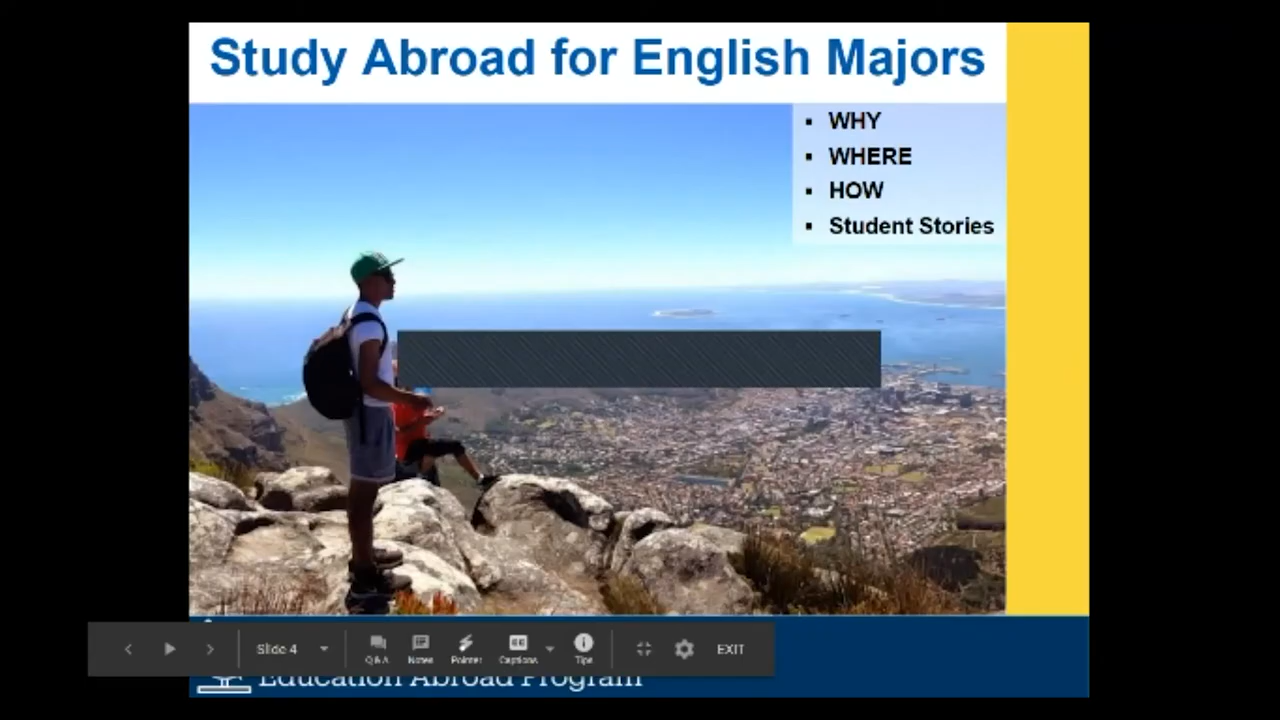 Study Abroad for English Majors
▪ WHY
▪ WHERE
▪ HOW
▪ Student Stories
Slide 4
Q & A
Notes
Pointer
Captions
Tips
EXIT
Education Abroad Program